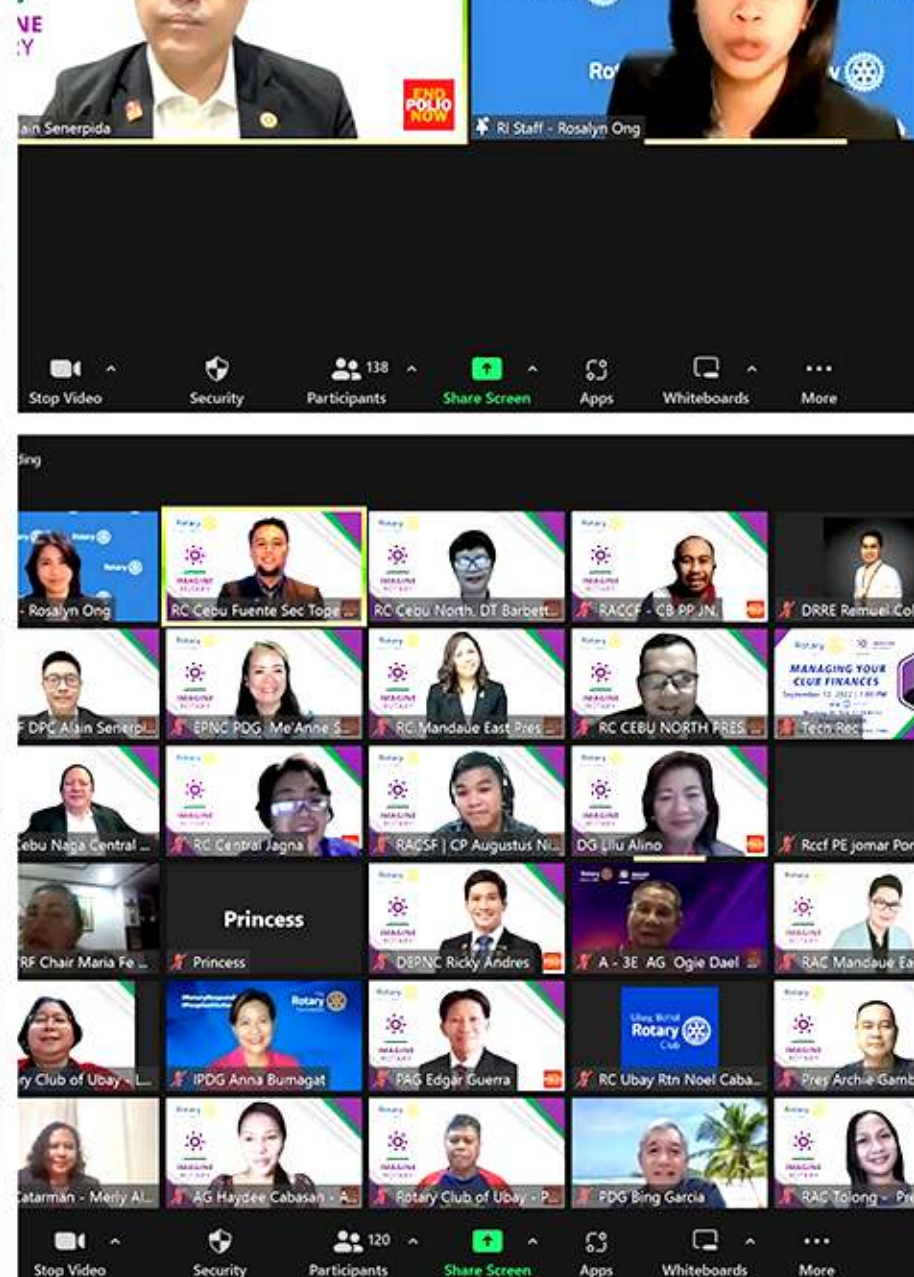 NE
RY
END
POLIO
NOW
ain Senerpida
RI Staff - Rosalyn Ong
138
Stop Video
Security
Participants
Share Screen
Apps
Whiteboards
More
ding
- Rosalyn Ong
RC Cebu Fuente Sec Tope ...
RC Cebu North. DT Barbett...
RACCF - CB PP JN.
DRRE Remuel Col
F DPC Alain Senerpi...
EPNC PDG Me'Anne S...
RC Mandaue East Pres ...
RC CEBU NORTH PRES. ...
MANAGING YOUR
CLUB FINANCES
Tech Rec
ebu Naga Central ...
RC Central Jagna
RACSF | CP Augustus Ni...
DG Lilu Alino
Rccf PE jomar Por
RF Chair Maria Fe ...
Princess
Princess
DEPNC Ricky Andres
A - 3E AG Ogie Dael ...
RAC Mandaue Ea
ry Club of Ubay - L...
Rotary
IPDG Anna Bumagat
PAG Edgar Guerra
Ubay, Bohol
Rotary
Club
RC Ubay Rtn Noel Caba...
Pres Archie Gamb
Catarman - Merly Al...
AG Haydee Cabasan - A...
Rotary Club of Ubay - P...
PDG Bing Garcia
RAC Tolong - Pre
120
Stop Video
Security
Participants
Share Screen
Apps
Whiteboards
More